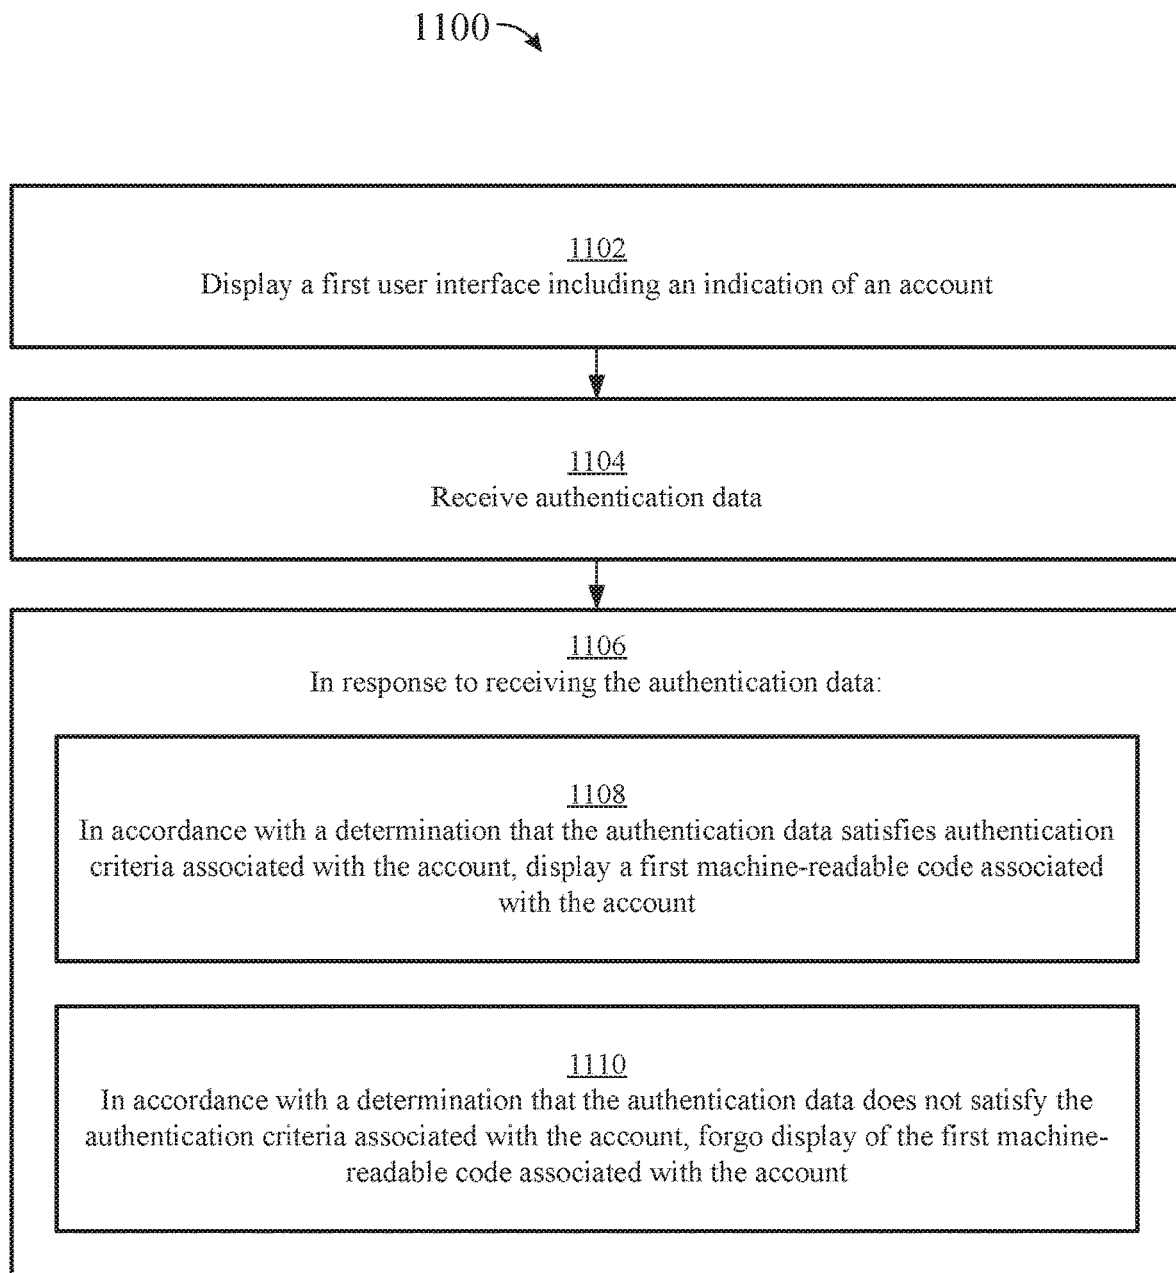 1100
1102
Display a first user interface including an indication of an account
1104
Receive authentication data
1106
In response to receiving the authentication data:
1108
In accordance with a determination that the authentication data satisfies authentication
criteria associated with the account, display a first machine-readable code associated
with the account
1110
In accordance with a determination that the authentication data does not satisfy the
authentication criteria associated with the account, forgo display of the first machine-
readable code associated with the account